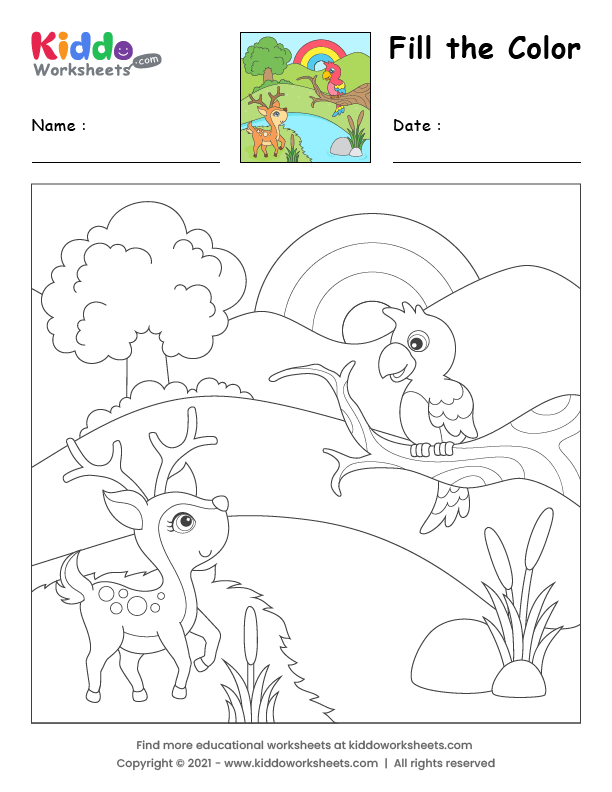 Kiddo
Worksheets.com
Fill the Color
Name :
Date :
Find more educational worksheets at kiddoworksheets.com
Copyright © 2021 - www.kiddoworksheets.com | All rights reserved